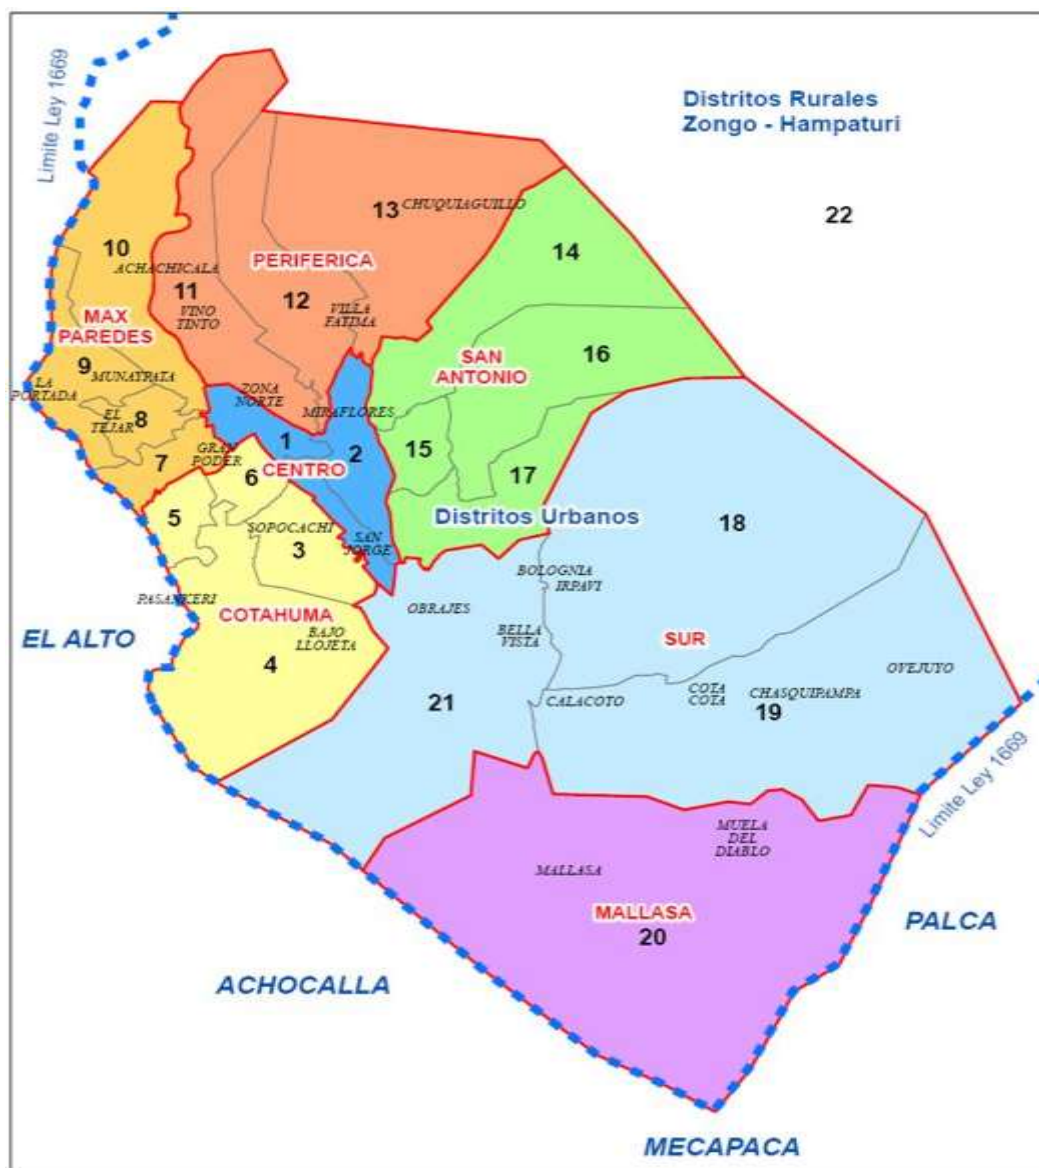 Limite Ley 1669
Distritos Rurales
Zongo - Hampaturi
22
13
CHUQUIAGUILLO
10
ACHACHICALA
PERIFERICA
14
11
12
VINO
TINTO
VILLA
FATIMA
MAX
PAREDES
SAN
ANTONIO
16
9
MUNAYPATA
LA
PORTADA
ZONA
NORTE
MIRAFLORES
EL
TEJAR
8
1
2
15
GRAN
PODER
7
6
CENTRO
17
5
Distritos Urbanos
18
SOPOCACHI
3
SAN
JORGE
BOLOGNIA
IRPAVI
PASANKERI
COTAHUMA
OBRAJES
EL ALTO
BAJO
LLOJETA
BELLA
VISTA
SUR
4
OVEJUYO
21
CALACOTO
COTA
COTA
CHASQUIPAMPA
19
Limite Ley 1669
MUELA
DEL
DIABLO
MALLASA
MALLASA
20
PALCA
ACHOCALLA
MECAPACA